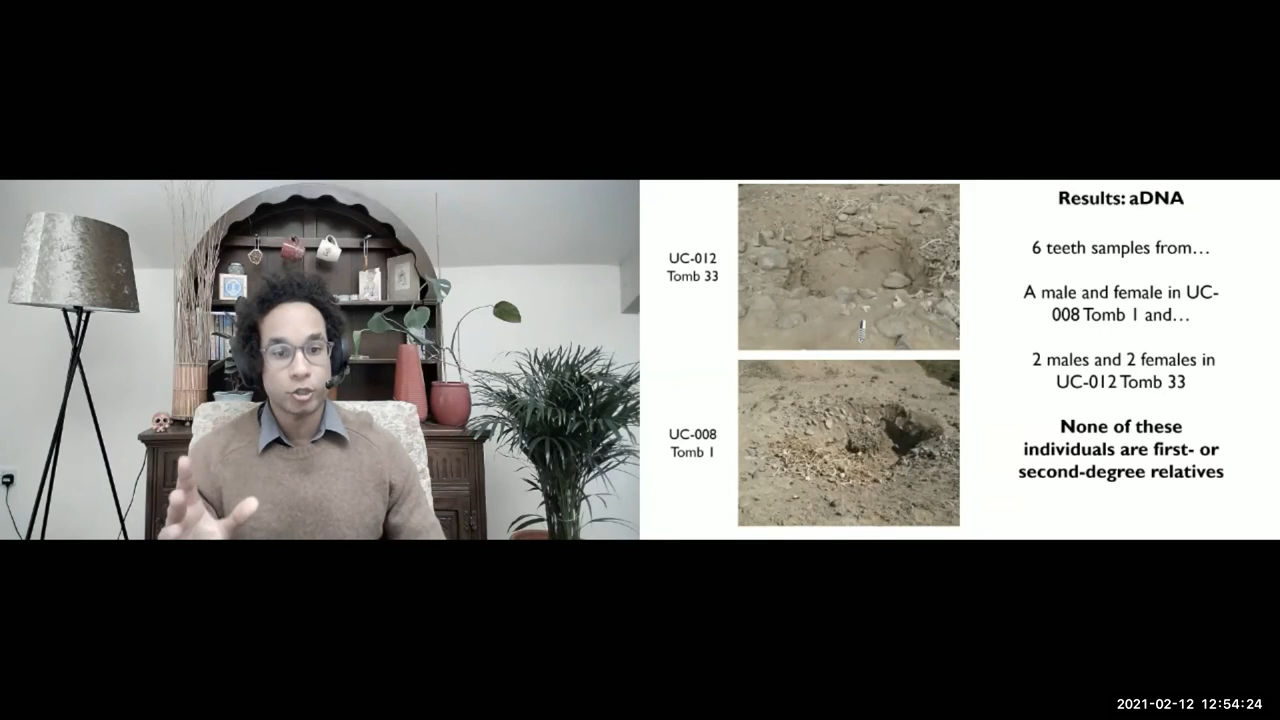 UC-012
Tomb 33
UC-008
Tomb 1
Results: aDNA
6 teeth samples from…
A male and female in UC-
008 Tomb 1 and…
2 males and 2 females in
UC-012 Tomb 33
None of these
individuals are first- or
second-degree relatives
2021-02-12 12:54:24